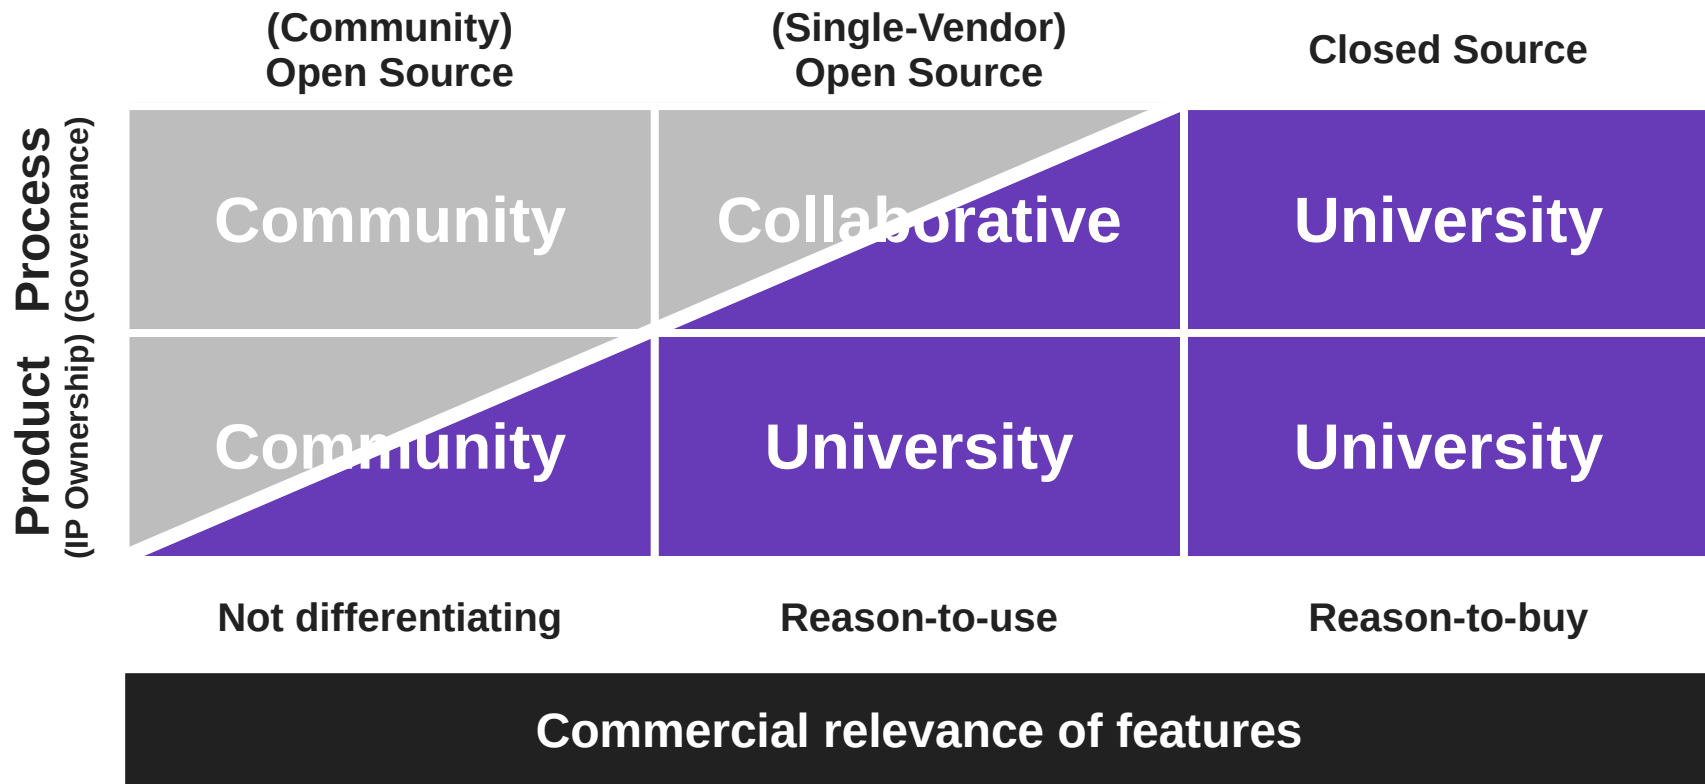 (Community)
Open Source
(Single-Vendor)
Open Source
Closed Source
Process
(Governance)
Community
Collaborative
University
Product
(IP Ownership)
Community
University
University
Not differentiating
Reason-to-use
Reason-to-buy
Commercial relevance of features